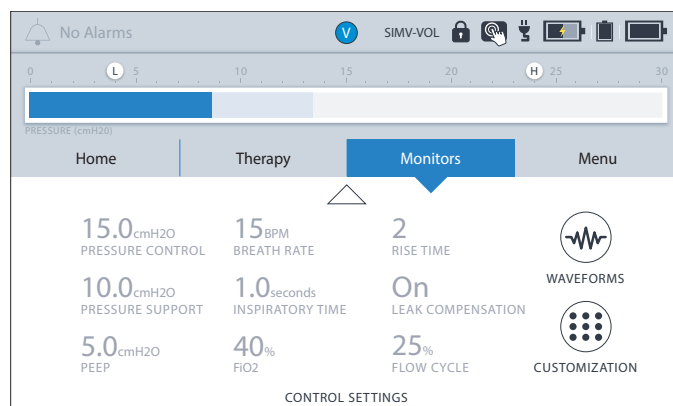 No Alarms V SIMV-VOL
0 L 5 10 15 20 H 25 30
PRESSURE (cmH20)
Home Therapy Monitors Menu
15.0cmH2O 15BPM 2
PRESSURE CONTROL BREATH RATE RISE TIME
WAVEFORMS
10.0cmH2O 1.0seconds On
PRESSURE SUPPORT INSPIRATORY TIME LEAK COMPENSATION
5.0cmH2O 40% 25%
PEEP FiO2 FLOW CYCLE CUSTOMIZATION
CONTROL SETTINGS